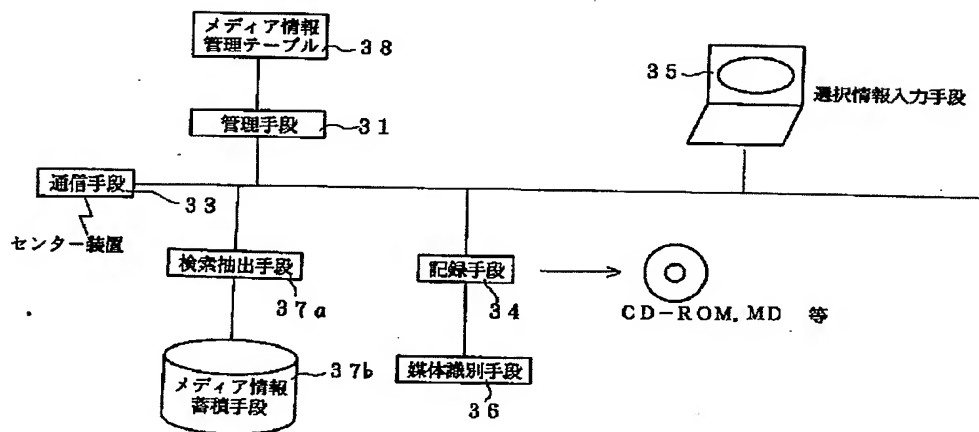 メディア情報
管理テーブル
38
管理手段
31
35
選択情報入力手段
通信手段
33
センター装置
検索抽出手段
37a
記録手段
34
CD-ROM. MD 等
メディア情報
蓄積手段
37b
媒体識別手段
36